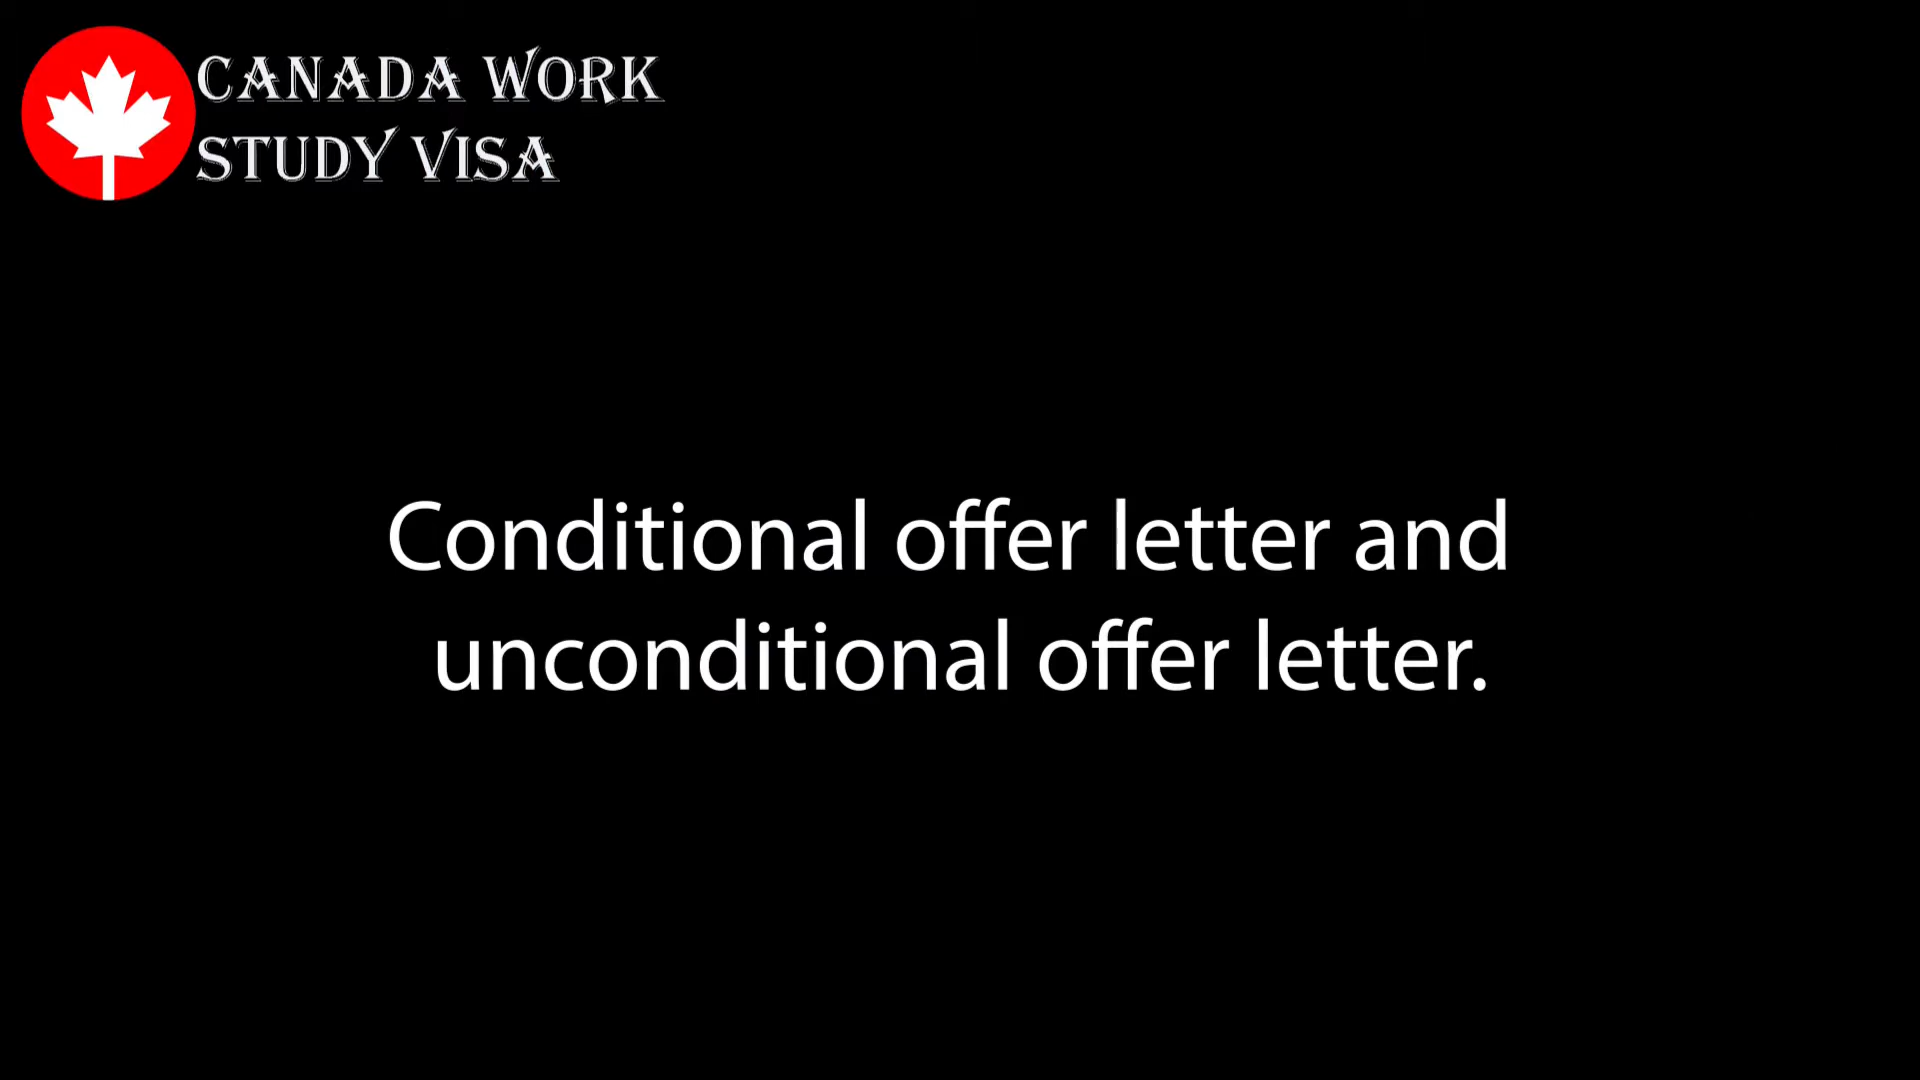 CANADA WORK
STUDY VISA
Conditional offer letter and
unconditional offer letter.